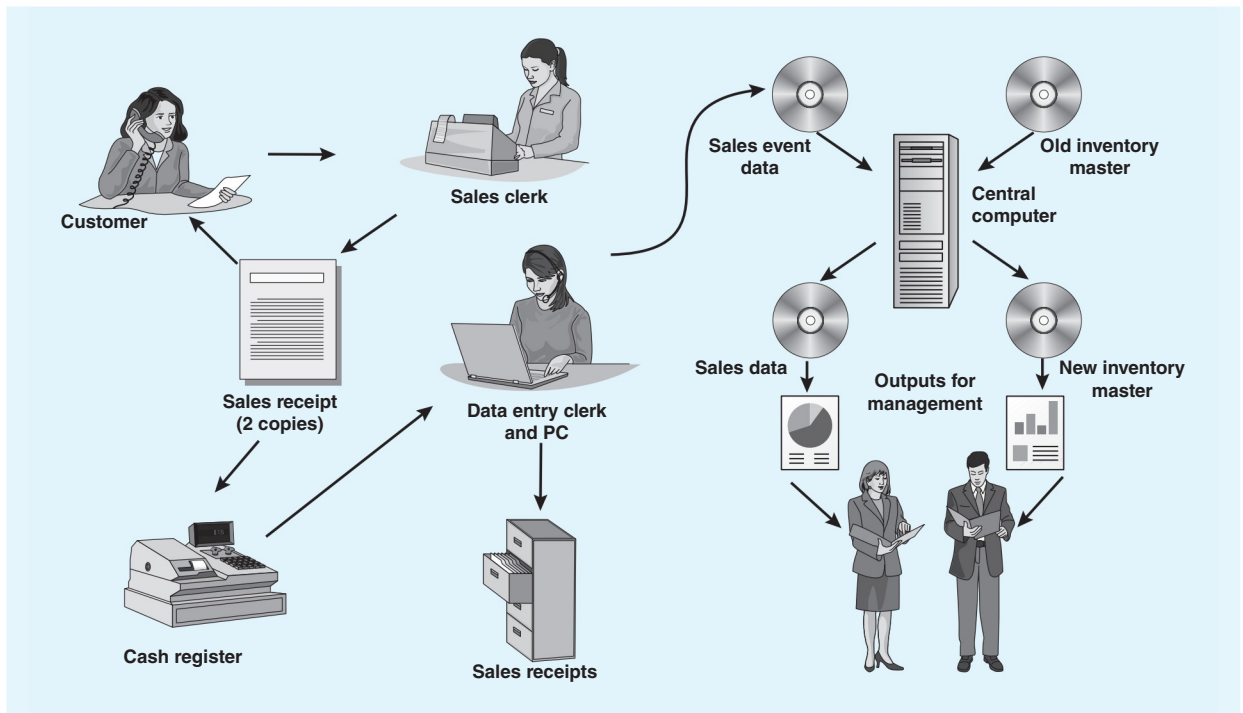 Customer
Sales clerk
Sales receipt
(2 copies)
Cash register
Data entry clerk
and PC
Sales receipts
Sales event
data
Old inventory
master
Central
computer
Sales data
New inventory
master
Outputs for
management